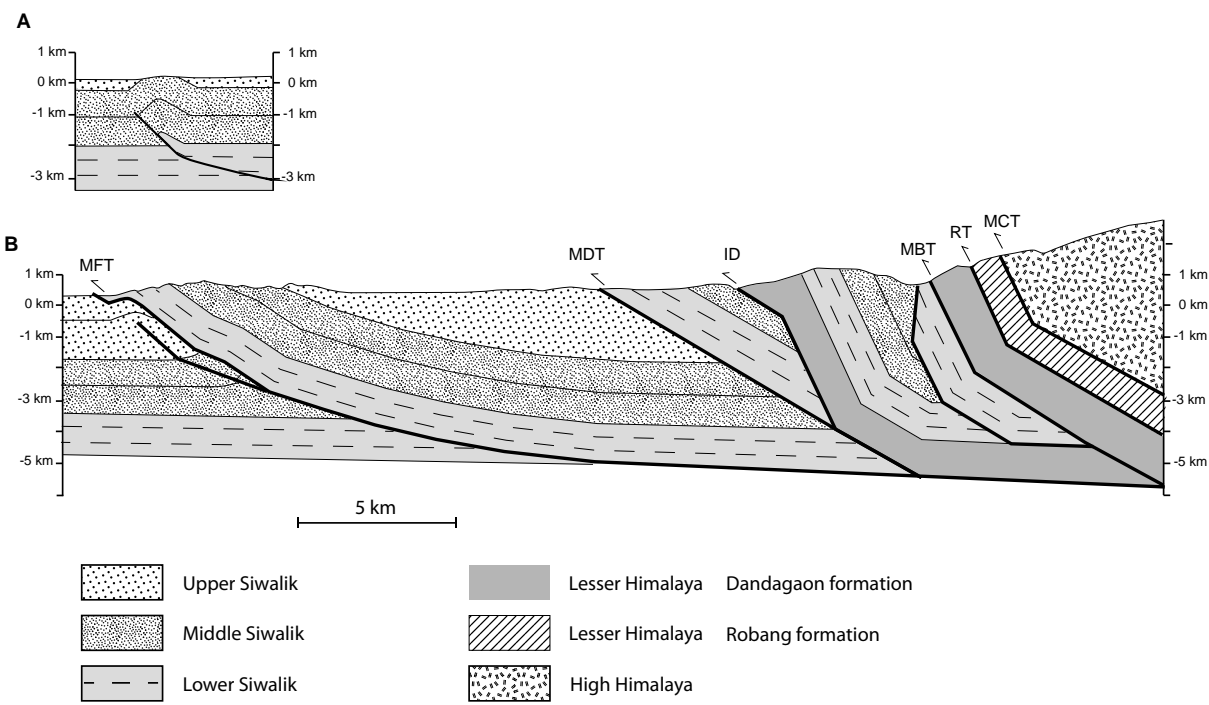 A
1 km 1 km
0 km 0 km
-1 km -1 km
-3 km -3 km
B
MFT MDT ID MBT RT MCT
1 km 1 km
0 km 0 km
-1 km -1 km
-3 km -3 km
-5 km -5 km
5 km
Upper Siwalik Lesser Himalaya Dandagaon formation
Middle Siwalik Lesser Himalaya Robang formation
Lower Siwalik High Himalaya